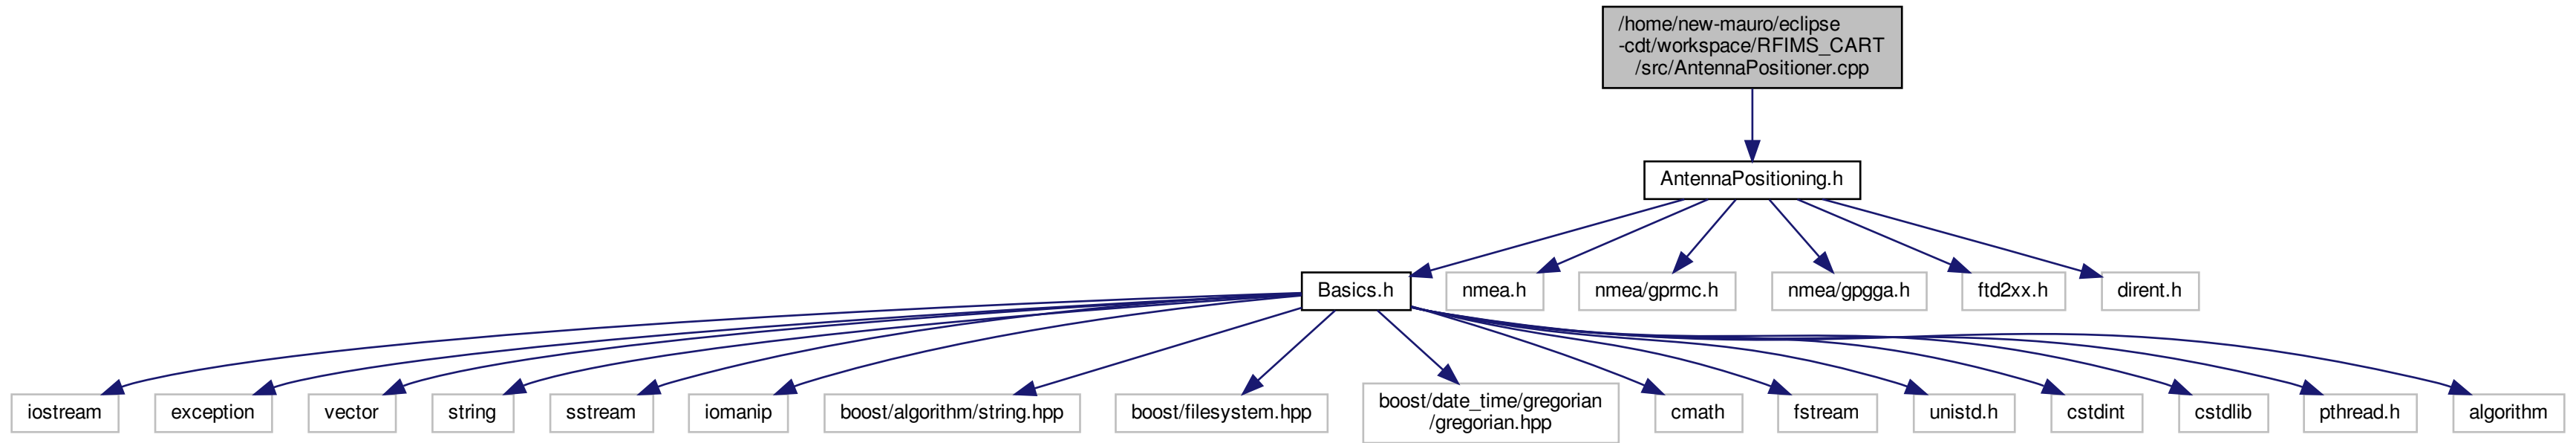 /home/new-mauro/eclipse
-cdt/workspace/RFIMS_CART
/src/AntennaPositioner.cpp
AntennaPositioning.h
Basics.h
nmea.h
nmea/gprmc.h
nmea/gpgga.h
ftd2xx.h
dirent.h
iostream
exception
vector
string
sstream
iomanip
boost/algorithm/string.hpp
boost/filesystem.hpp
boost/date_time/gregorian
/gregorian.hpp
cmath
fstream
unistd.h
cstdint
cstdlib
pthread.h
algorithm